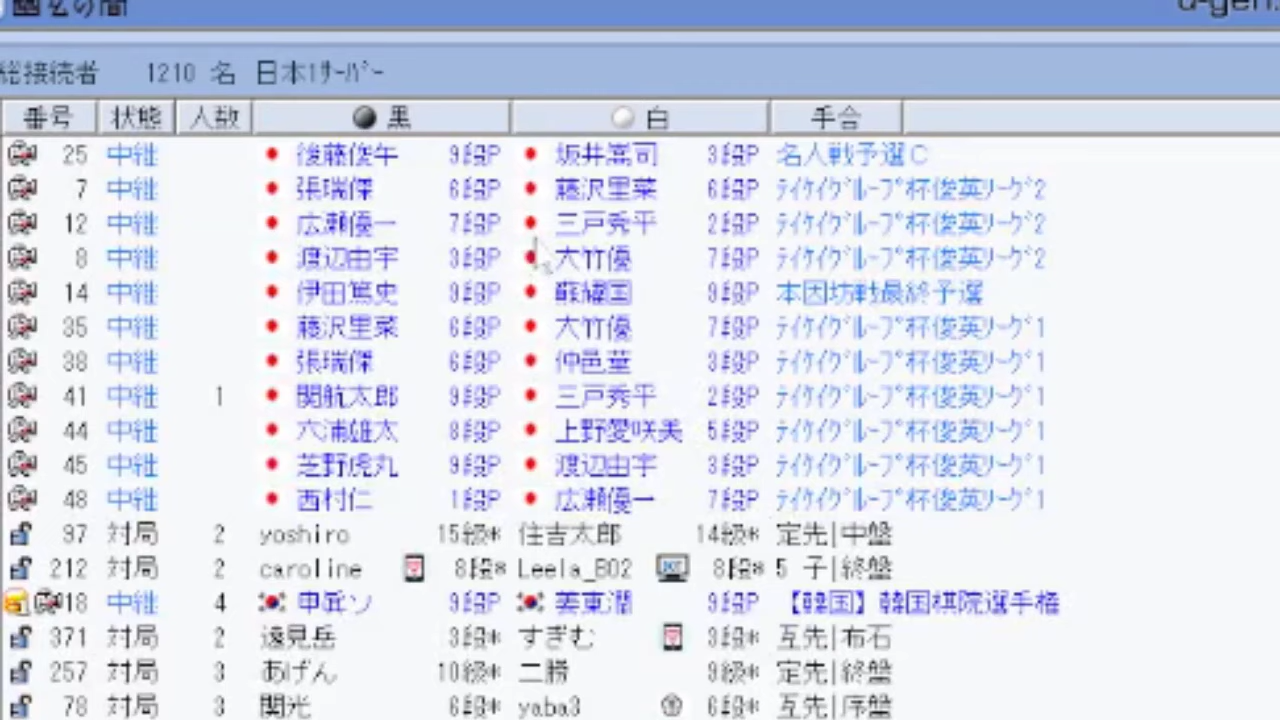 幽玄の間
総接続者 1210 名 日本1ｻｰﾊﾞｰ
番号 状態 人数 黒 白 手合
25 中継 後藤俊午 9段P 坂井嵩司 3段P 名人戦予選C
7 中継 張瑞傑 6段P 藤沢里菜 6段P ﾃｲｹｲｸﾞﾙｰﾌﾟ杯俊英ﾘｰｸﾞ2
12 中継 広瀬優一 7段P 三戸秀平 2段P ﾃｲｹｲｸﾞﾙｰﾌﾟ杯俊英ﾘｰｸﾞ2
8 中継 渡辺由宇 3段P 大竹優 7段P ﾃｲｹｲｸﾞﾙｰﾌﾟ杯俊英ﾘｰｸﾞ2
14 中継 伊田篤史 9段P 蘇耀国 9段P 本因坊戦最終予選
35 中継 藤沢里菜 6段P 大竹優 7段P ﾃｲｹｲｸﾞﾙｰﾌﾟ杯俊英ﾘｰｸﾞ1
38 中継 張瑞傑 6段P 仲邑菫 3段P ﾃｲｹｲｸﾞﾙｰﾌﾟ杯俊英ﾘｰｸﾞ1
41 中継 1 関航太郎 9段P 三戸秀平 2段P ﾃｲｹｲｸﾞﾙｰﾌﾟ杯俊英ﾘｰｸﾞ1
44 中継 六浦雄太 8段P 上野愛咲美 5段P ﾃｲｹｲｸﾞﾙｰﾌﾟ杯俊英ﾘｰｸﾞ1
45 中継 芝野虎丸 9段P 渡辺由宇 3段P ﾃｲｹｲｸﾞﾙｰﾌﾟ杯俊英ﾘｰｸﾞ1
48 中継 西村仁 1段P 広瀬優一 7段P ﾃｲｹｲｸﾞﾙｰﾌﾟ杯俊英ﾘｰｸﾞ1
97 対局 2 yoshiro 15級* 住吉太郎 14級* 定先|中盤
212 対局 2 caroline 8段* Leela_B02 8段* 5 子|終盤
18 中継 4 申眞ソ 9段P 姜東潤 9段P 【韓国】韓国棋院選手権
371 対局 2 遠見岳 3段* すぎむ 3段* 互先|布石
257 対局 3 あげん 10級* 二勝 9級* 定先|終盤
78 対局 3 関光 6段* yaba3 6段* 互先|序盤